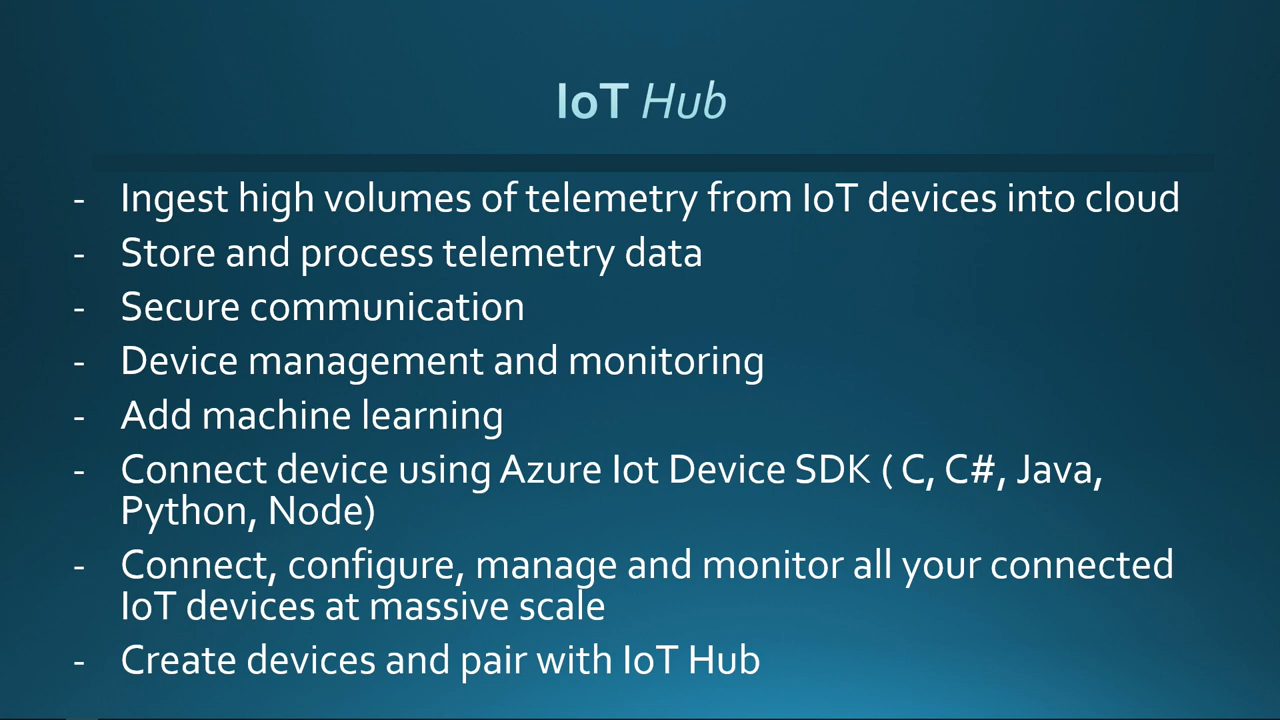 IoT Hub
- Ingest high volumes of telemetry from IoT devices into cloud
- Store and process telemetry data
- Secure communication
- Device management and monitoring
- Add machine learning
- Connect device using Azure Iot Device SDK ( C, C#, Java,
Python, Node)
- Connect, configure, manage and monitor all your connected
IoT devices at massive scale
- Create devices and pair with IoT Hub